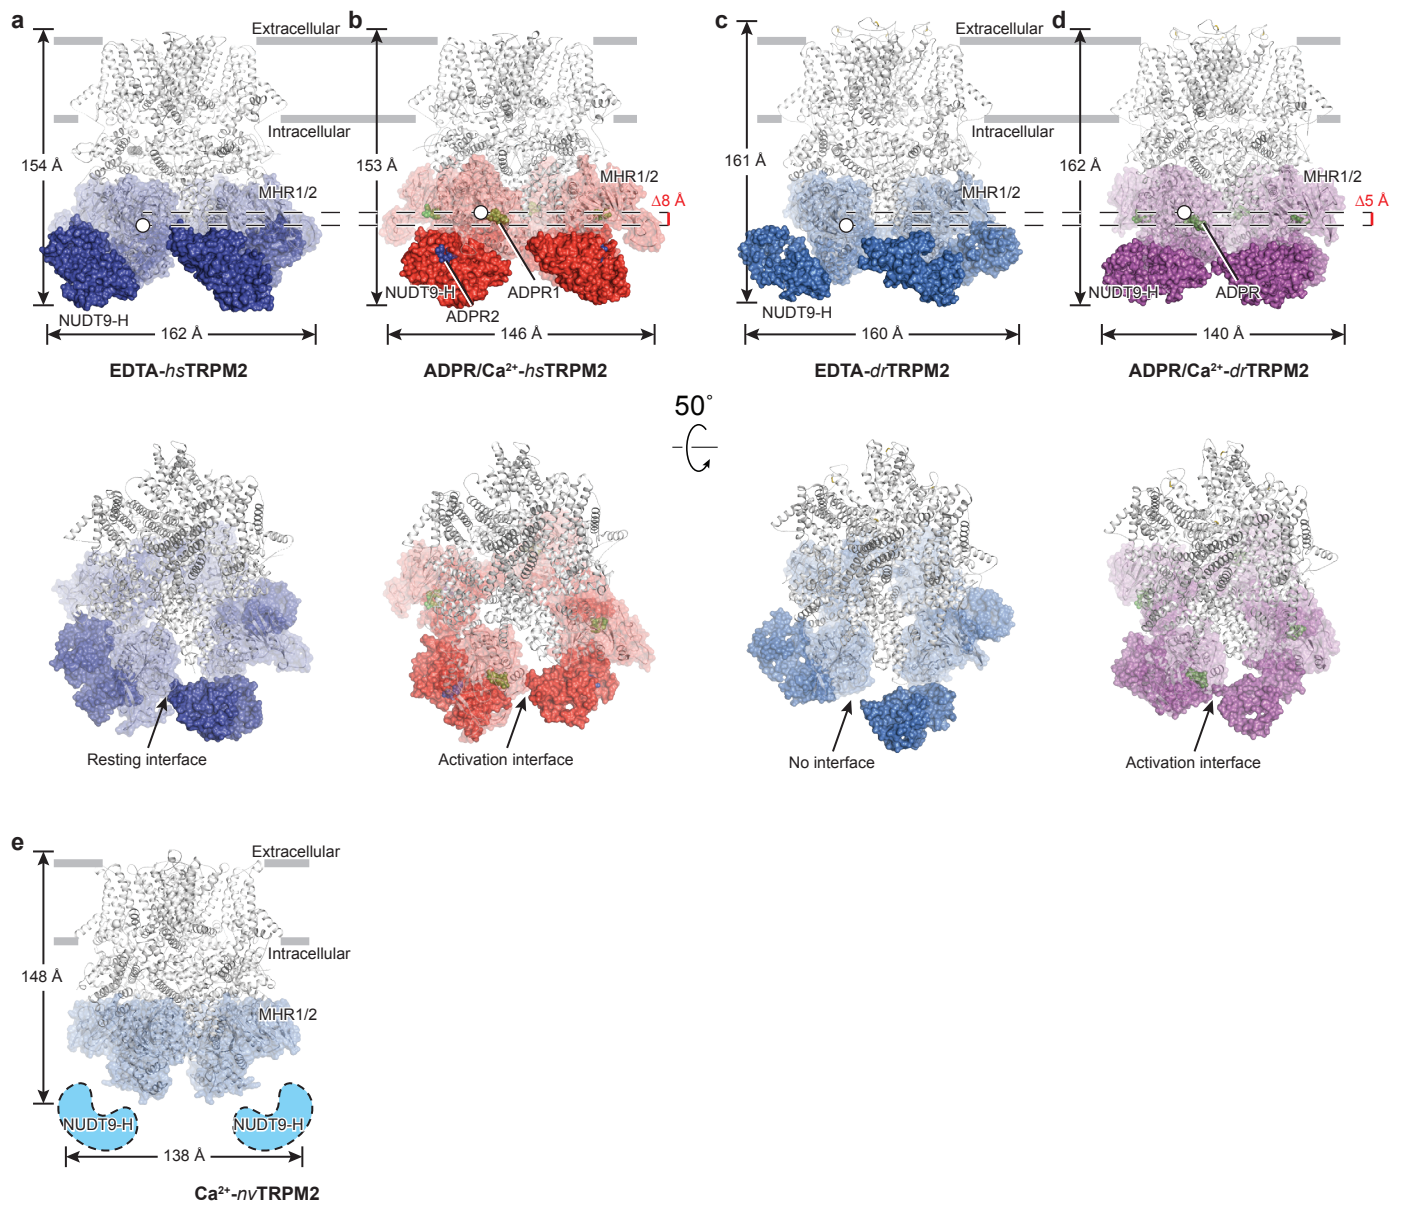 a
b
c
d
Extracellular
Extracellular
Intracellular
Intracellular
154 Å
153 Å
161 Å
162 Å
MHR1/2
MHR1/2
MHR1/2
MHR1/2
Δ8 Å
Δ5 Å
NUDT9-H
NUDT9-H
ADPR1
ADPR2
NUDT9-H
NUDT9-H
ADPR
162 Å
146 Å
160 Å
140 Å
EDTA-hsTRPM2
ADPR/Ca²⁺-hsTRPM2
EDTA-drTRPM2
ADPR/Ca²⁺-drTRPM2
50°
Resting interface
Activation interface
No interface
Activation interface
e
Extracellular
Intracellular
148 Å
MHR1/2
NUDT9-H
NUDT9-H
138 Å
Ca²⁺-nvTRPM2